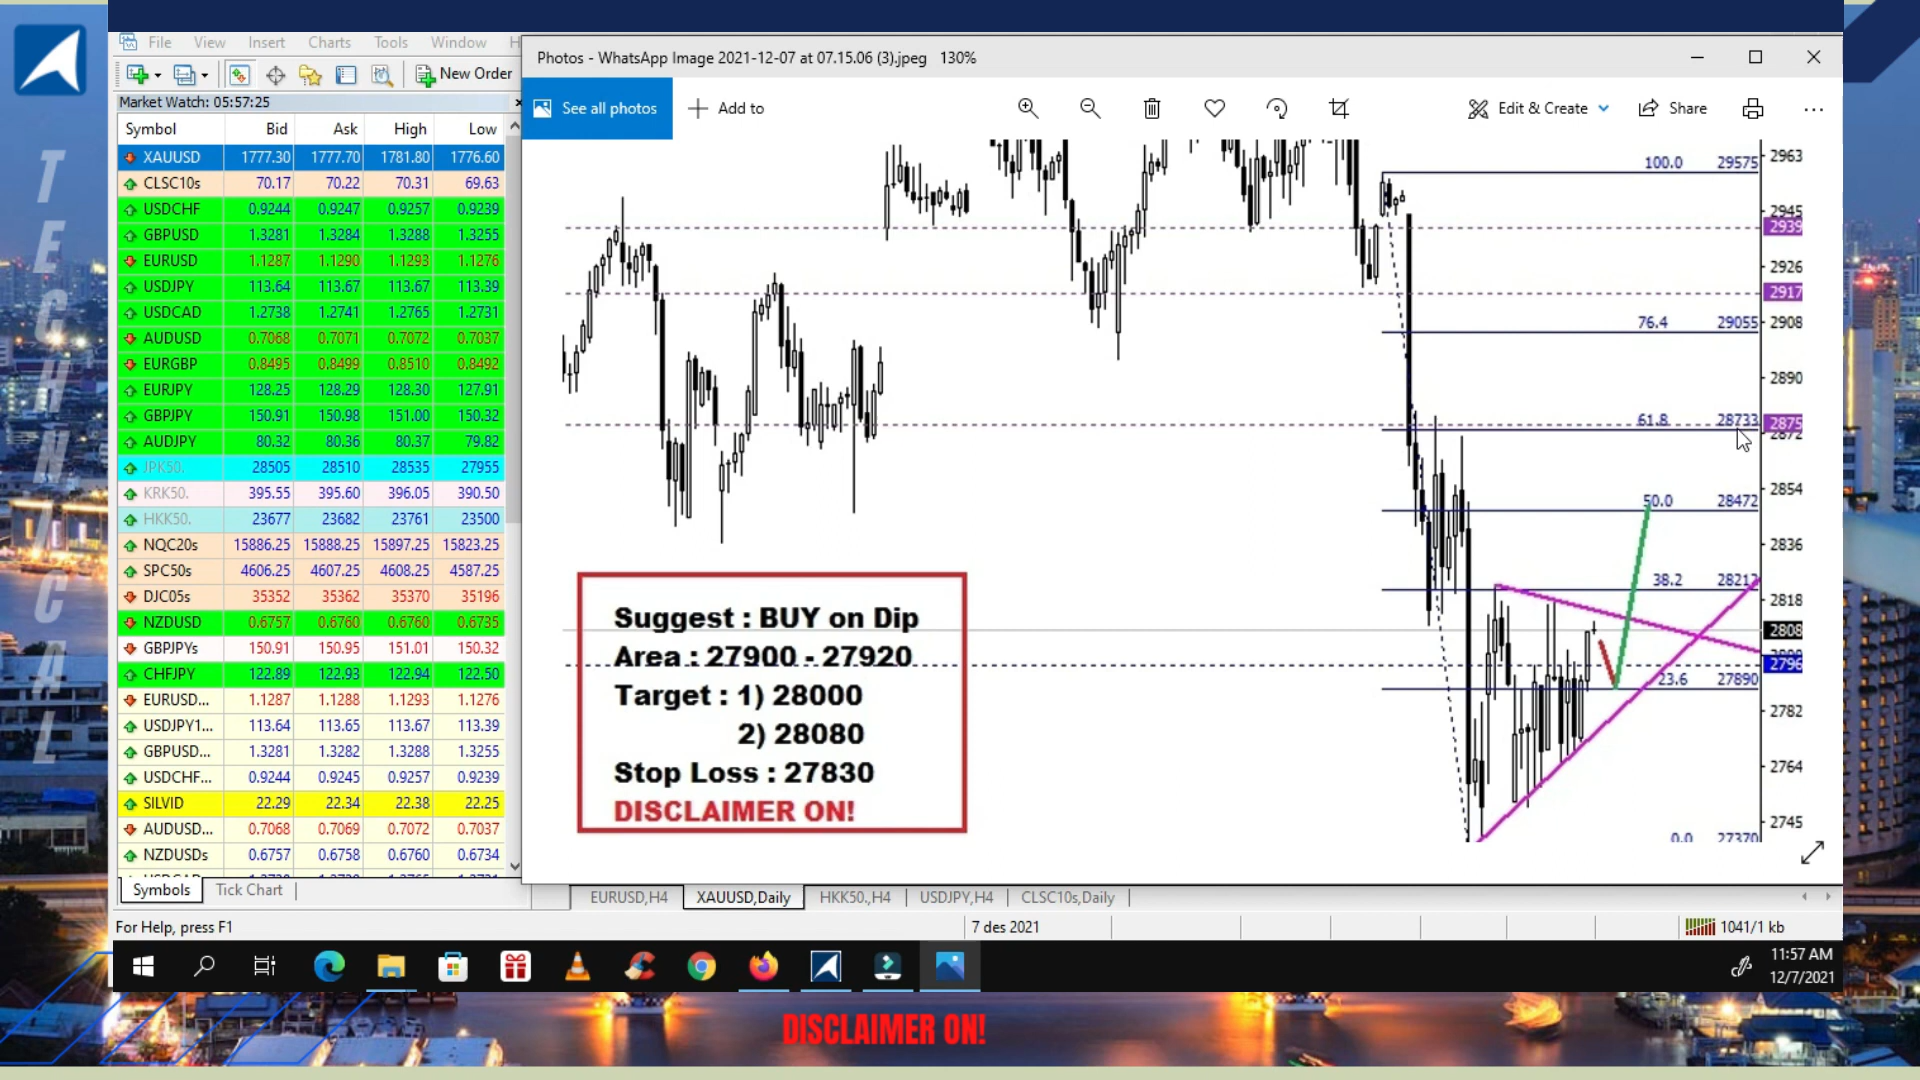 TECHNICAL
File View Insert Charts Tools Window H
New Order
Market Watch: 05:57:25
Symbol Bid Ask High Low
XAUUSD 1777.30 1777.70 1781.80 1776.60
CLSC10s 70.17 70.22 70.31 69.63
USDCHF 0.9244 0.9247 0.9257 0.9239
GBPUSD 1.3281 1.3284 1.3288 1.3255
EURUSD 1.1287 1.1290 1.1293 1.1276
USDJPY 113.64 113.67 113.67 113.39
USDCAD 1.2738 1.2741 1.2765 1.2731
AUDUSD 0.7068 0.7071 0.7072 0.7037
EURGBP 0.8495 0.8499 0.8510 0.8492
EURJPY 128.25 128.29 128.30 127.91
GBPJPY 150.91 150.98 151.00 150.32
AUDJPY 80.32 80.36 80.37 79.82
JPK50. 28505 28510 28535 27955
KRK50. 395.55 395.60 396.05 390.50
HKK50. 23677 23682 23761 23500
NQC20s 15886.25 15888.25 15897.25 15823.25
SPC50s 4606.25 4607.25 4608.25 4587.25
DJC05s 35352 35362 35370 35196
NZDUSD 0.6757 0.6760 0.6760 0.6735
GBPJPYs 150.91 150.95 151.01 150.32
CHFJPY 122.89 122.93 122.94 122.50
EURUSD... 1.1287 1.1288 1.1293 1.1276
USDJPY1... 113.64 113.65 113.67 113.39
GBPUSD... 1.3281 1.3282 1.3288 1.3255
USDCHF... 0.9244 0.9245 0.9257 0.9239
SILVID 22.29 22.34 22.38 22.25
AUDUSD... 0.7068 0.7069 0.7072 0.7037
NZDUSDs 0.6757 0.6758 0.6760 0.6734
Symbols Tick Chart
Photos - WhatsApp Image 2021-12-07 at 07.15.06 (3).jpeg 130%
See all photos Add to Edit & Create Share
100.0 29575
76.4 29055
61.8 28733
50.0 28472
38.2 28212
23.6 27890
0.0 27370
2963
2945
2939
2926
2917
2908
2890
2875
2872
2854
2836
2818
2808
2796
2782
2764
2745
Suggest : BUY on Dip
Area : 27900 - 27920
Target : 1) 28000
2) 28080
Stop Loss : 27830
DISCLAIMER ON!
EURUSD,H4 XAUUSD,Daily HKK50.,H4 USDJPY,H4 CLSC10s,Daily
For Help, press F1 7 des 2021 1041/1 kb
11:57 AM
12/7/2021
DISCLAIMER ON!